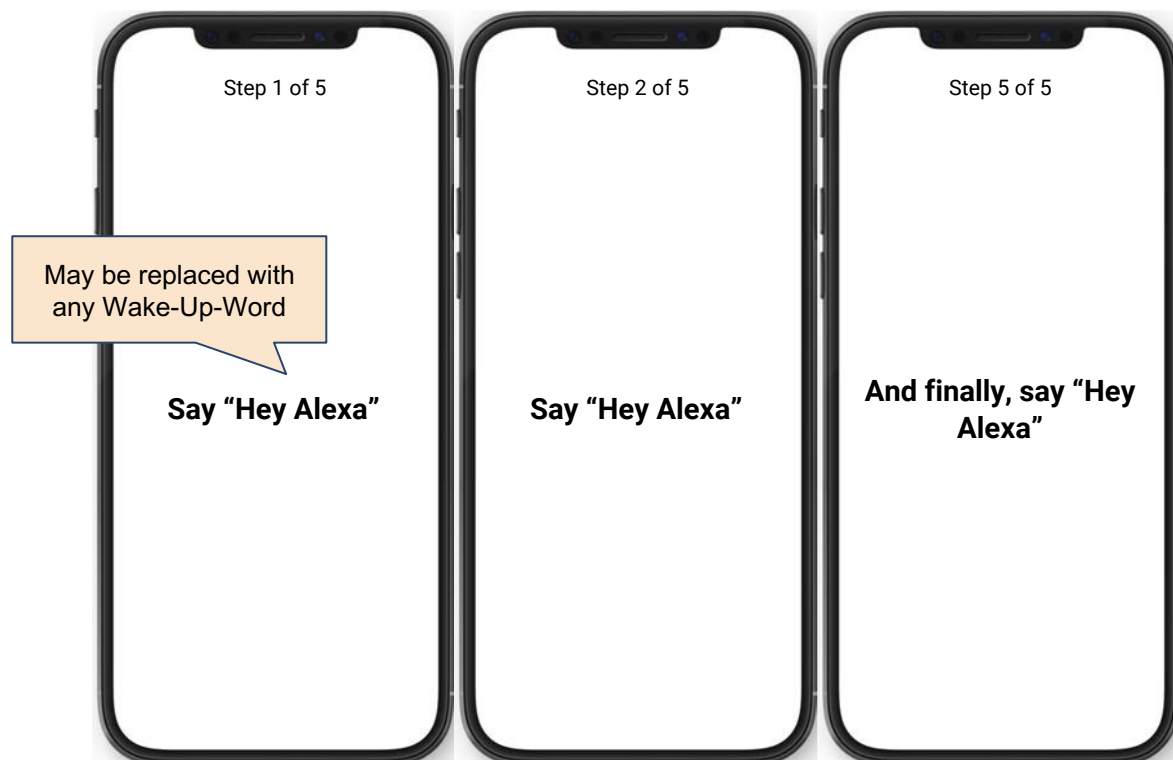 Step 1 of 5
Step 2 of 5
Step 5 of 5
May be replaced with
any Wake-Up-Word
Say “Hey Alexa”
Say “Hey Alexa”
And finally, say “Hey
Alexa”